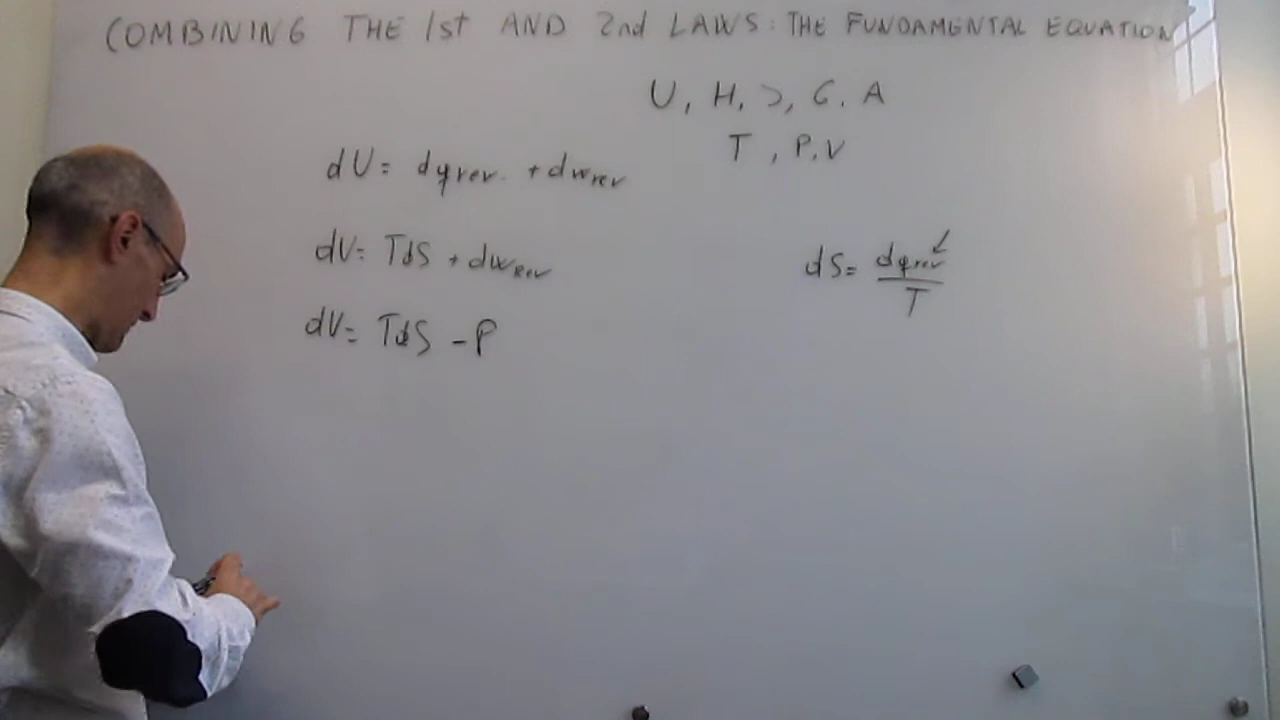 COMBINING THE 1st AND 2nd LAWS: THE FUNDAMENTAL EQUATION
U, H, S, G, A
T, P, V
dU = dqrev. + dwrev
dU = TdS + dwrev
dS = dqrev / T
dU = TdS - P